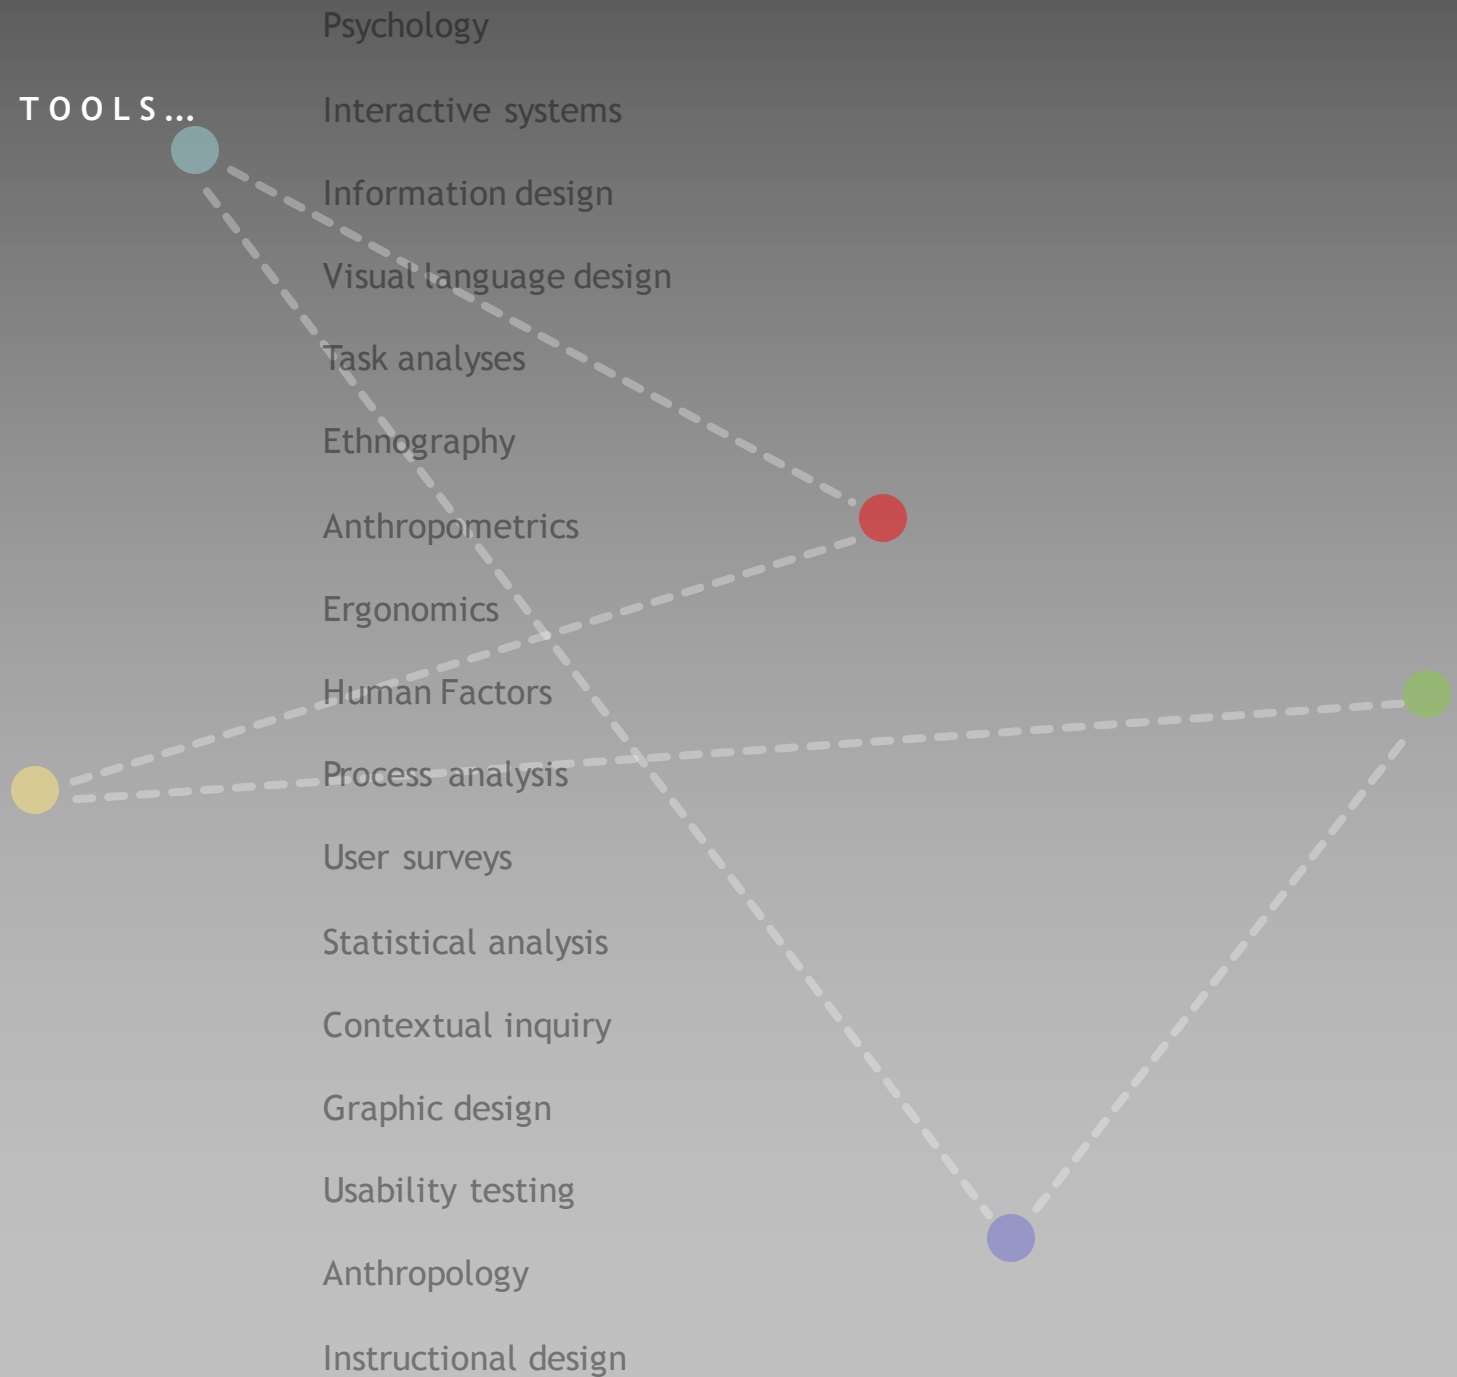 Psychology
T O O L S …
Interactive systems
Information design
Visual language design
Task analyses
Ethnography
Anthropometrics
Ergonomics
Human Factors
Process analysis
User surveys
Statistical analysis
Contextual inquiry
Graphic design
Usability testing
Anthropology
Instructional design